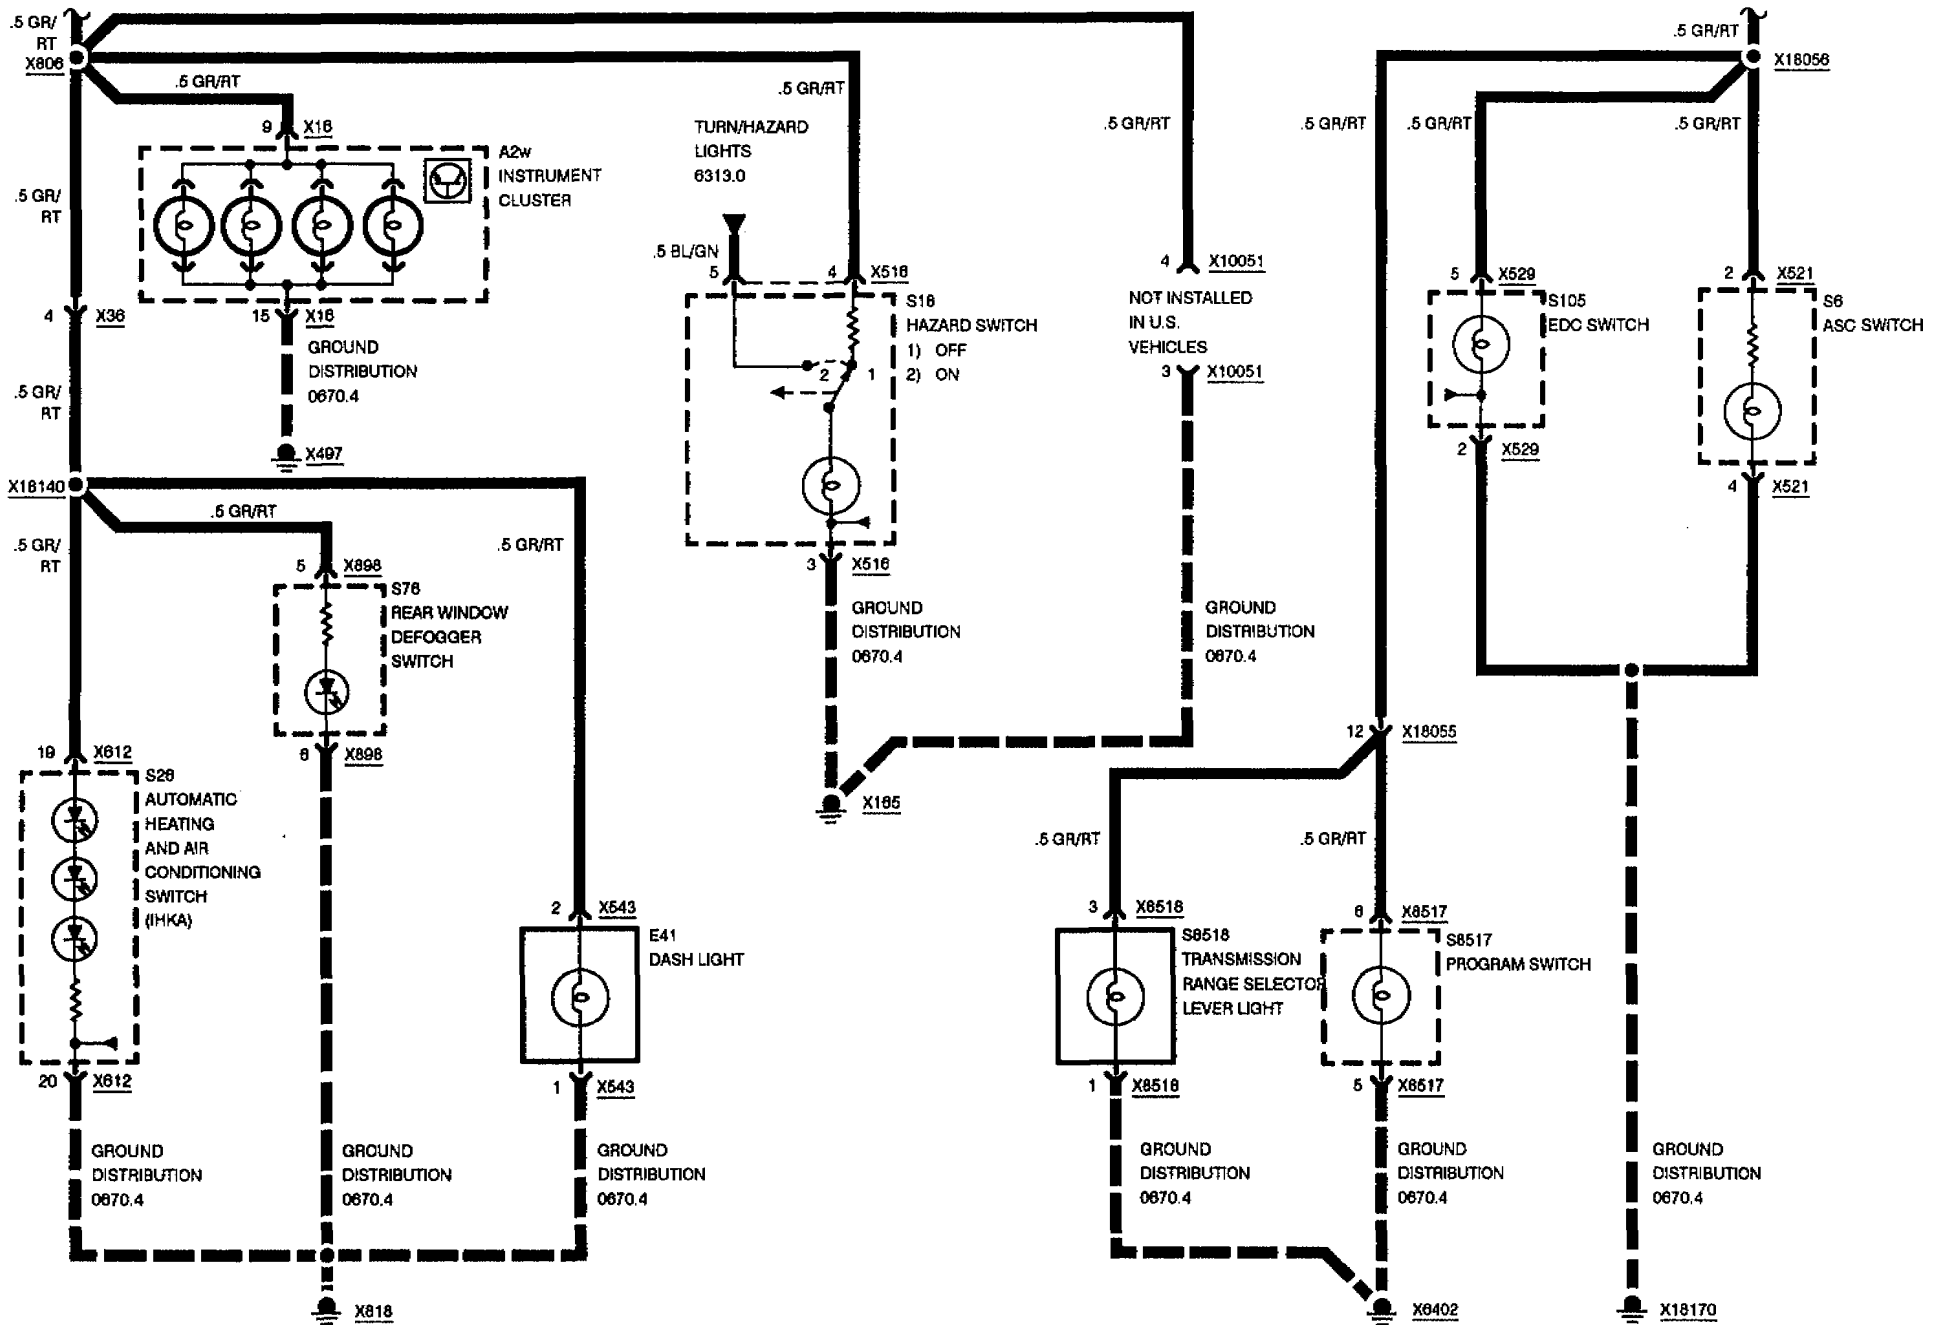 .5 GR/
RT
X806
.5 GR/RT
9 X16
A2w
INSTRUMENT
CLUSTER
.5 GR/
RT
4 X36
15 X16
GROUND
DISTRIBUTION
0670.4
.5 GR/
RT
X497
X18140
.5 GR/RT
.5 GR/
RT
.5 GR/RT
5 X898
S76
REAR WINDOW
DEFOGGER
SWITCH
6 X898
19 X612
S28
AUTOMATIC
HEATING
AND AIR
CONDITIONING
SWITCH
(IHKA)
20 X612
2 X543
E41
DASH LIGHT
1 X543
GROUND
DISTRIBUTION
0670.4
GROUND
DISTRIBUTION
0670.4
GROUND
DISTRIBUTION
0670.4
X818
.5 GR/RT
TURN/HAZARD
LIGHTS
6313.0
.5 BL/GN
5 4 X516
S18
HAZARD SWITCH
1) OFF
2) ON
2 1
3 X516
GROUND
DISTRIBUTION
0670.4
X165
.5 GR/RT
4 X10051
NOT INSTALLED
IN U.S.
VEHICLES
3 X10051
GROUND
DISTRIBUTION
0670.4
.5 GR/RT
X18056
.5 GR/RT
.5 GR/RT
.5 GR/RT
5 X529
S105
EDC SWITCH
2 X529
2 X521
S6
ASC SWITCH
4 X521
12 X18055
.5 GR/RT
.5 GR/RT
3 X8518
S8518
TRANSMISSION
RANGE SELECTOR
LEVER LIGHT
1 X8518
6 X8517
S8517
PROGRAM SWITCH
5 X8517
GROUND
DISTRIBUTION
0670.4
GROUND
DISTRIBUTION
0670.4
GROUND
DISTRIBUTION
0670.4
X6402
X18170